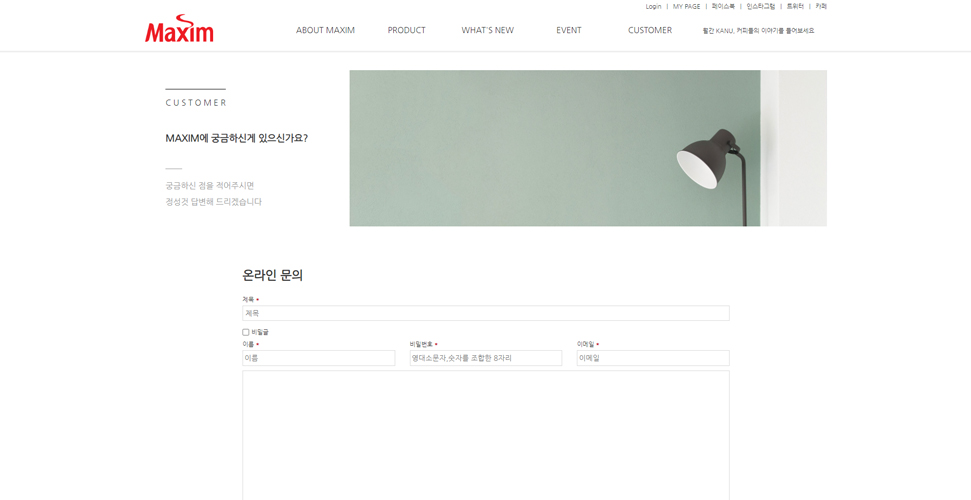 Login | MY PAGE | 페이스북 | 인스타그램 | 트위터 | 카페
Maxim
ABOUT MAXIM PRODUCT WHAT'S NEW EVENT CUSTOMER 월간 KANU, 커피들의 이야기를 들어보세요
CUSTOMER
MAXIM에 궁금하신게 있으신가요?
궁금하신 점을 적어주시면
정성껏 답변해 드리겠습니다
온라인 문의
제목 *
제목
비밀글
이름 * 비밀번호 * 이메일 *
이름 영대소문자,숫자를 조합한 8자리 이메일